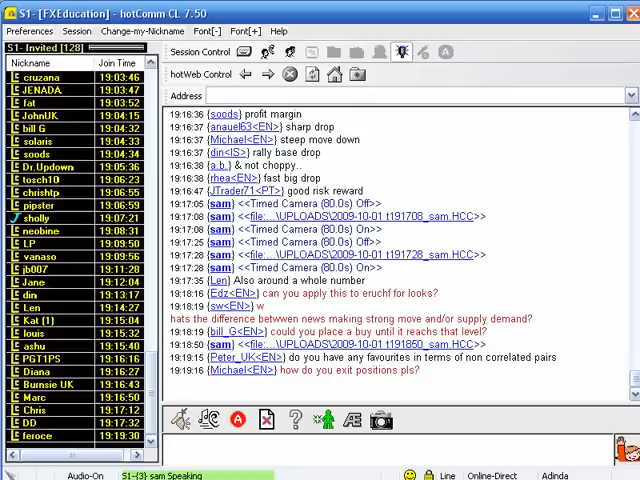 S1- [FXEducation] - hotComm CL 7.50
Preferences Session Change-my-Nickname Font[-] Font[+] Help
S1- Invited [128]
Nickname Join Time
cruzana 19:03:46
JENADA. 19:03:47
fat 19:03:52
JohnUK 19:04:15
bill G 19:04:32
solaris 19:04:33
soods 19:04:34
Dr.Updown 19:05:36
tosch10 19:06:23
chrishtp 19:06:55
pipster 19:06:59
sholly 19:07:21
neobine 19:08:31
LP 19:09:50
vanaso 19:09:56
jb007 19:11:28
Jane 19:12:04
din 19:13:17
Len 19:14:27
Kat (1) 19:15:04
louis 19:15:32
ashu 19:15:40
PGT1PS 19:16:16
Diana 19:16:27
Burnsie UK 19:16:43
Marc 19:16:50
Chris 19:17:12
DD 19:17:32
feroce 19:19:30
Session Control
hotWeb Control
Address
19:16:36 {soods} profit margin
19:16:37 {anauel63<EN>} sharp drop
19:16:37 {Michael<EN>} steep move down
19:16:37 {din<IS>} rally base drop
19:16:38 {a.b.} & not choppy..
19:16:38 {rhea<EN>} fast big drop
19:16:47 {JTrader71<PT>} good risk reward
19:17:05 {sam} <<Timed Camera (80.0s) Off>>
19:17:08 {sam} <<file:...\UPLOADS\2009-10-01 t191708_sam.HCC>>
19:17:08 {sam} <<Timed Camera (80.0s) On>>
19:17:25 {sam} <<Timed Camera (80.0s) Off>>
19:17:28 {sam} <<file:...\UPLOADS\2009-10-01 t191728_sam.HCC>>
19:17:28 {sam} <<Timed Camera (80.0s) On>>
19:17:35 {Len} Also around a whole number
19:18:16 {Edz<EN>} can you apply this to eruchf for looks?
19:18:19 {sw<EN>} w
hats the difference betwwen news making strong move and/or supply demand?
19:18:19 {bill_G<EN>} could you place a buy until it reachs that level?
19:18:50 {sam} <<file:...\UPLOADS\2009-10-01 t191850_sam.HCC>>
19:19:15 {Peter_UK<EN>} do you have any favourites in terms of non correlated pairs
19:19:16 {Michael<EN>} how do you exit positions pls?
Audio-On S1-{3} sam Speaking Line Online-Direct Adinda